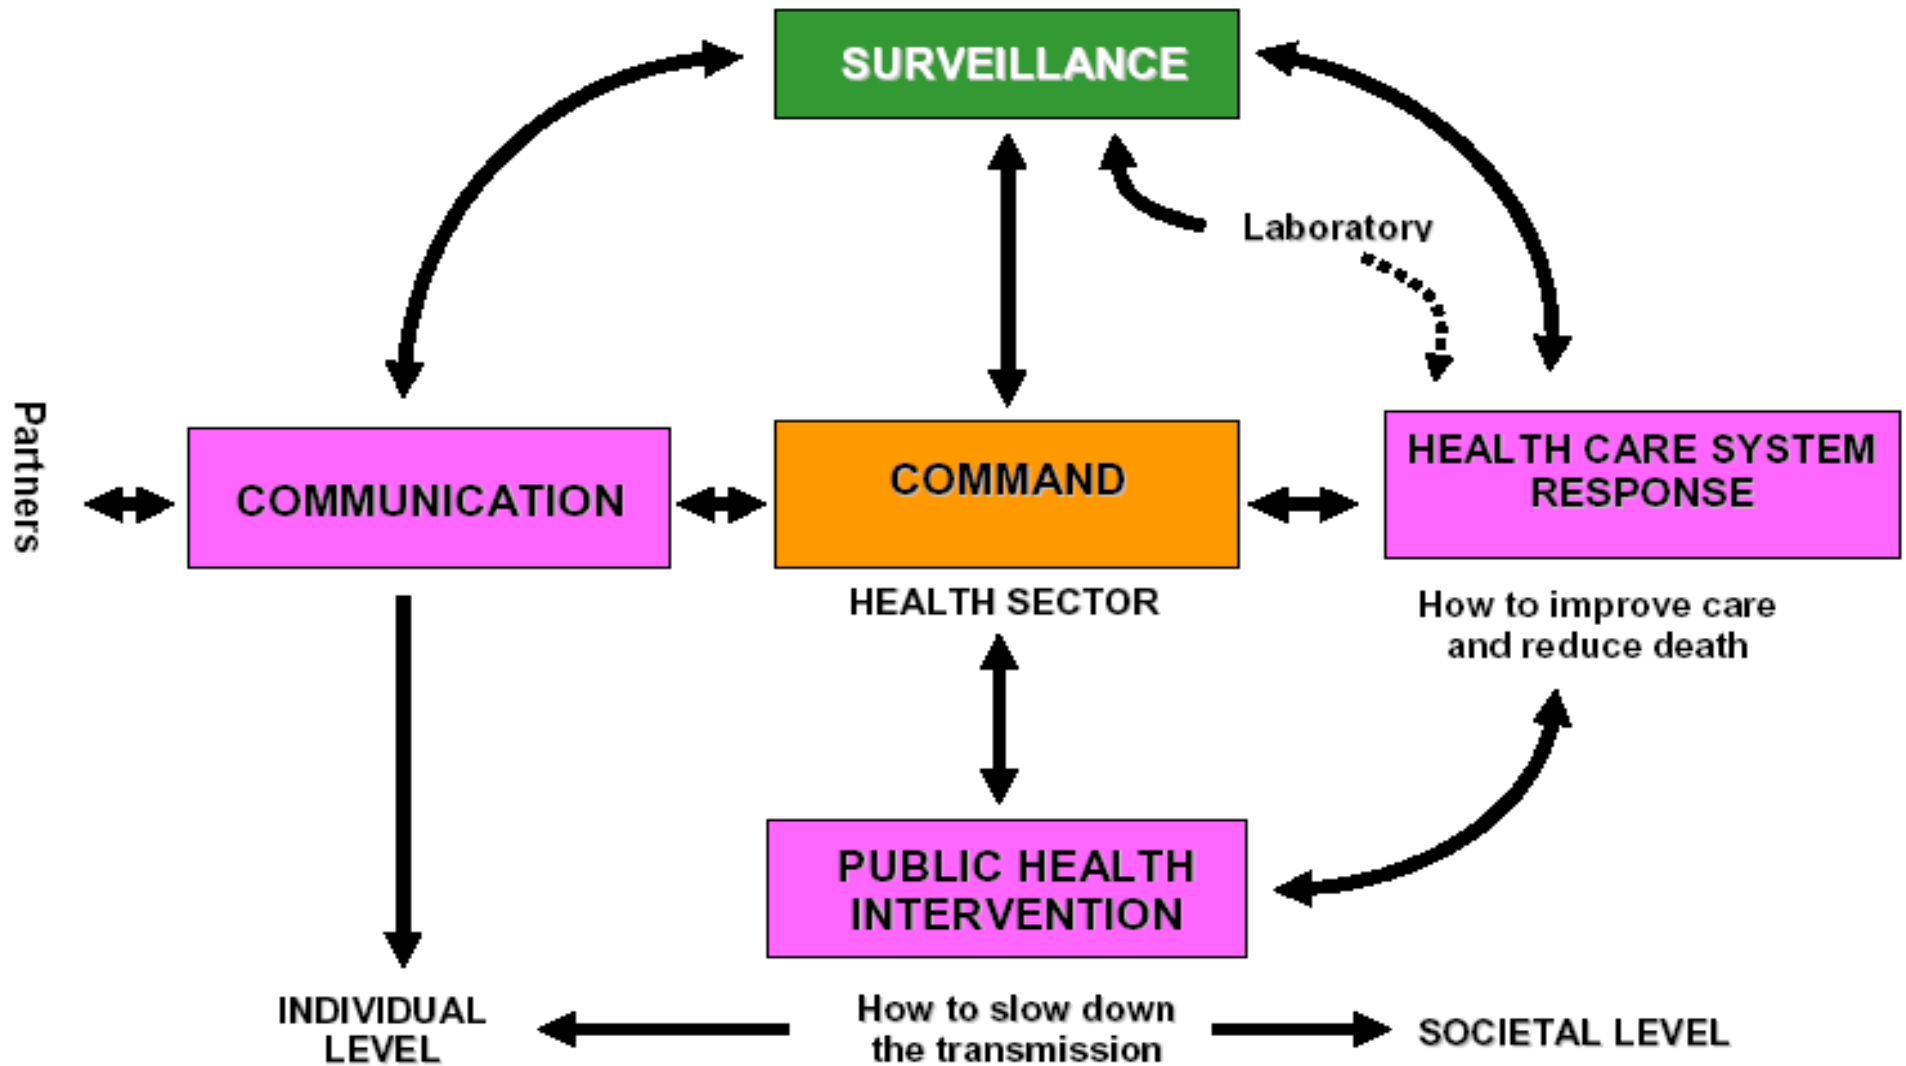 SURVEILLANCE
Laboratory
Partners
COMMUNICATION
COMMAND
HEALTH CARE SYSTEM
RESPONSE
HEALTH SECTOR
How to improve care
and reduce death
PUBLIC HEALTH
INTERVENTION
INDIVIDUAL
LEVEL
How to slow down
the transmission
SOCIETAL LEVEL